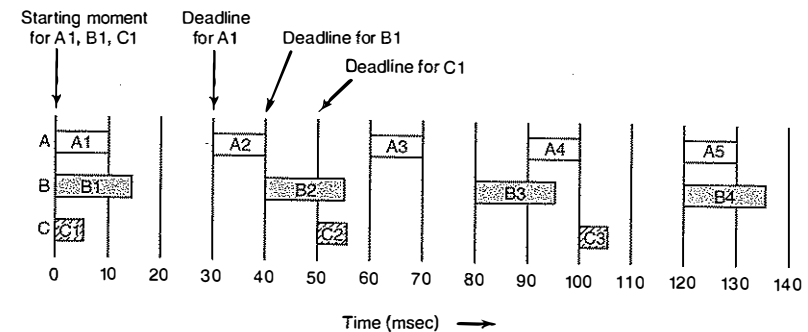 Starting moment
for A1, B1, C1
Deadline
for A1
Deadline for B1
Deadline for C1
A A1 A2 A3 A4 A5
B B1 B2 B3 B4
C C1 C2 C3
0 10 20 30 40 50 60 70 80 90 100 110 120 130 140
Time (msec)